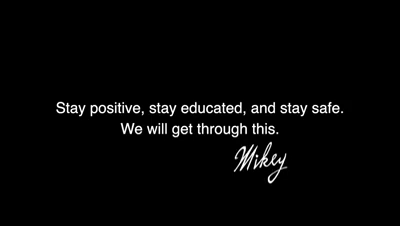 Stay positive, stay educated, and stay safe.
We will get through this.
Mikey